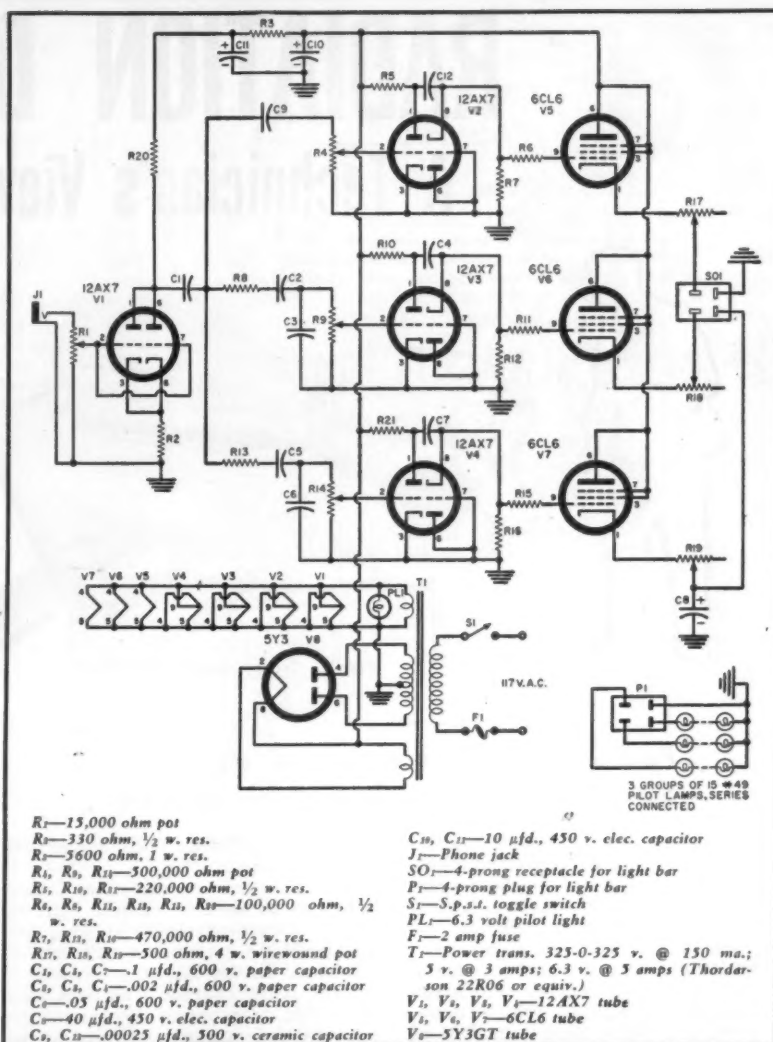 RADIATION
Technician's View
R3
C11
C10
R5
C12
12AX7
V2
6CL6
V5
C9
R4
R6
R7
R20
R17
R10
C4
12AX7
V3
6CL6
V6
SO1
12AX7
V1
C1
R8
C2
J1
R1
C3
R9
R11
R12
R18
R2
R21
C7
12AX7
V4
6CL6
V7
R13
C5
C6
R14
R15
R16
R19
C8
V7 V6 V5 V4 V3 V2 V1
PL1
T1
S1
5Y3 V8
117 V. A.C.
F1
P1
3 GROUPS OF 15 #49
PILOT LAMPS, SERIES
CONNECTED
R1—15,000 ohm pot
R2—330 ohm, 1/2 w. res.
R3—5600 ohm, 1 w. res.
R4, R9, R14—500,000 ohm pot
R5, R10, R21—220,000 ohm, 1/2 w. res.
R6, R8, R11, R13, R15, R20—100,000 ohm, 1/2
w. res.
R7, R12, R16—470,000 ohm, 1/2 w. res.
R17, R18, R19—500 ohm, 4 w. wirewound pot
C1, C7—.1 µfd., 600 v. paper capacitor
.002 µfd., 600 v. paper capacitor
C6—.05 µfd., 600 v. paper capacitor
C8—40 µfd., 450 v. elec. capacitor
C9, C12—.00025 µfd., 500 v. ceramic capacitor
C10, C11—10 µfd., 450 v. elec. capacitor
J1—Phone jack
SO1—4-prong receptacle for light bar
P1—4-prong plug for light bar
S1—S.p.s.t. toggle switch
PL1—6.3 volt pilot light
F1—2 amp fuse
T1—Power trans. 325-0-325 v. @ 150 ma.;
5 v. @ 3 amps; 6.3 v. @ 5 amps (Thordar-
son 22R06 or equiv.)
V1, V2, V3, V4—12AX7 tube
V5, V6, V7—6CL6 tube
V8—5Y3GT tube